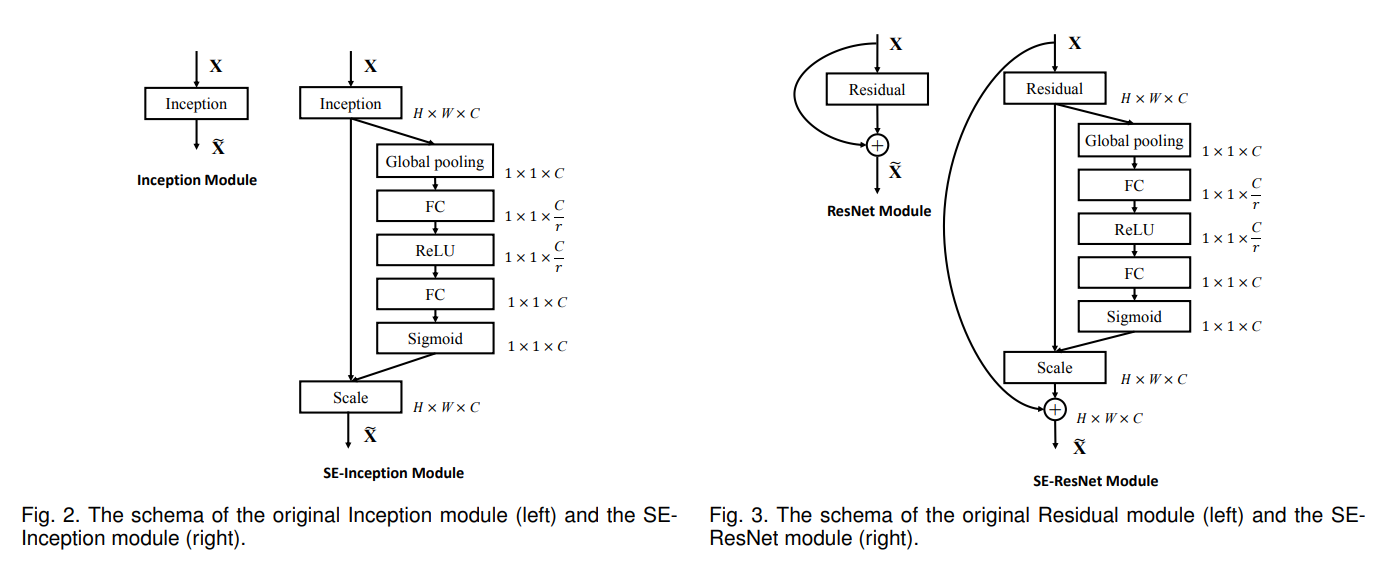 X
Inception
X̃
Inception Module
X
Inception
H × W × C
Global pooling
1 × 1 × C
FC
1 × 1 × C/r
ReLU
1 × 1 × C/r
FC
1 × 1 × C
Sigmoid
1 × 1 × C
Scale
H × W × C
X̃
SE-Inception Module
Fig. 2. The schema of the original Inception module (left) and the SE-
Inception module (right).
X
Residual
+
X̃
ResNet Module
X
Residual
H × W × C
Global pooling
1 × 1 × C
FC
1 × 1 × C/r
ReLU
1 × 1 × C/r
FC
1 × 1 × C
Sigmoid
1 × 1 × C
Scale
H × W × C
+
H × W × C
X̃
SE-ResNet Module
Fig. 3. The schema of the original Residual module (left) and the SE-
ResNet module (right).